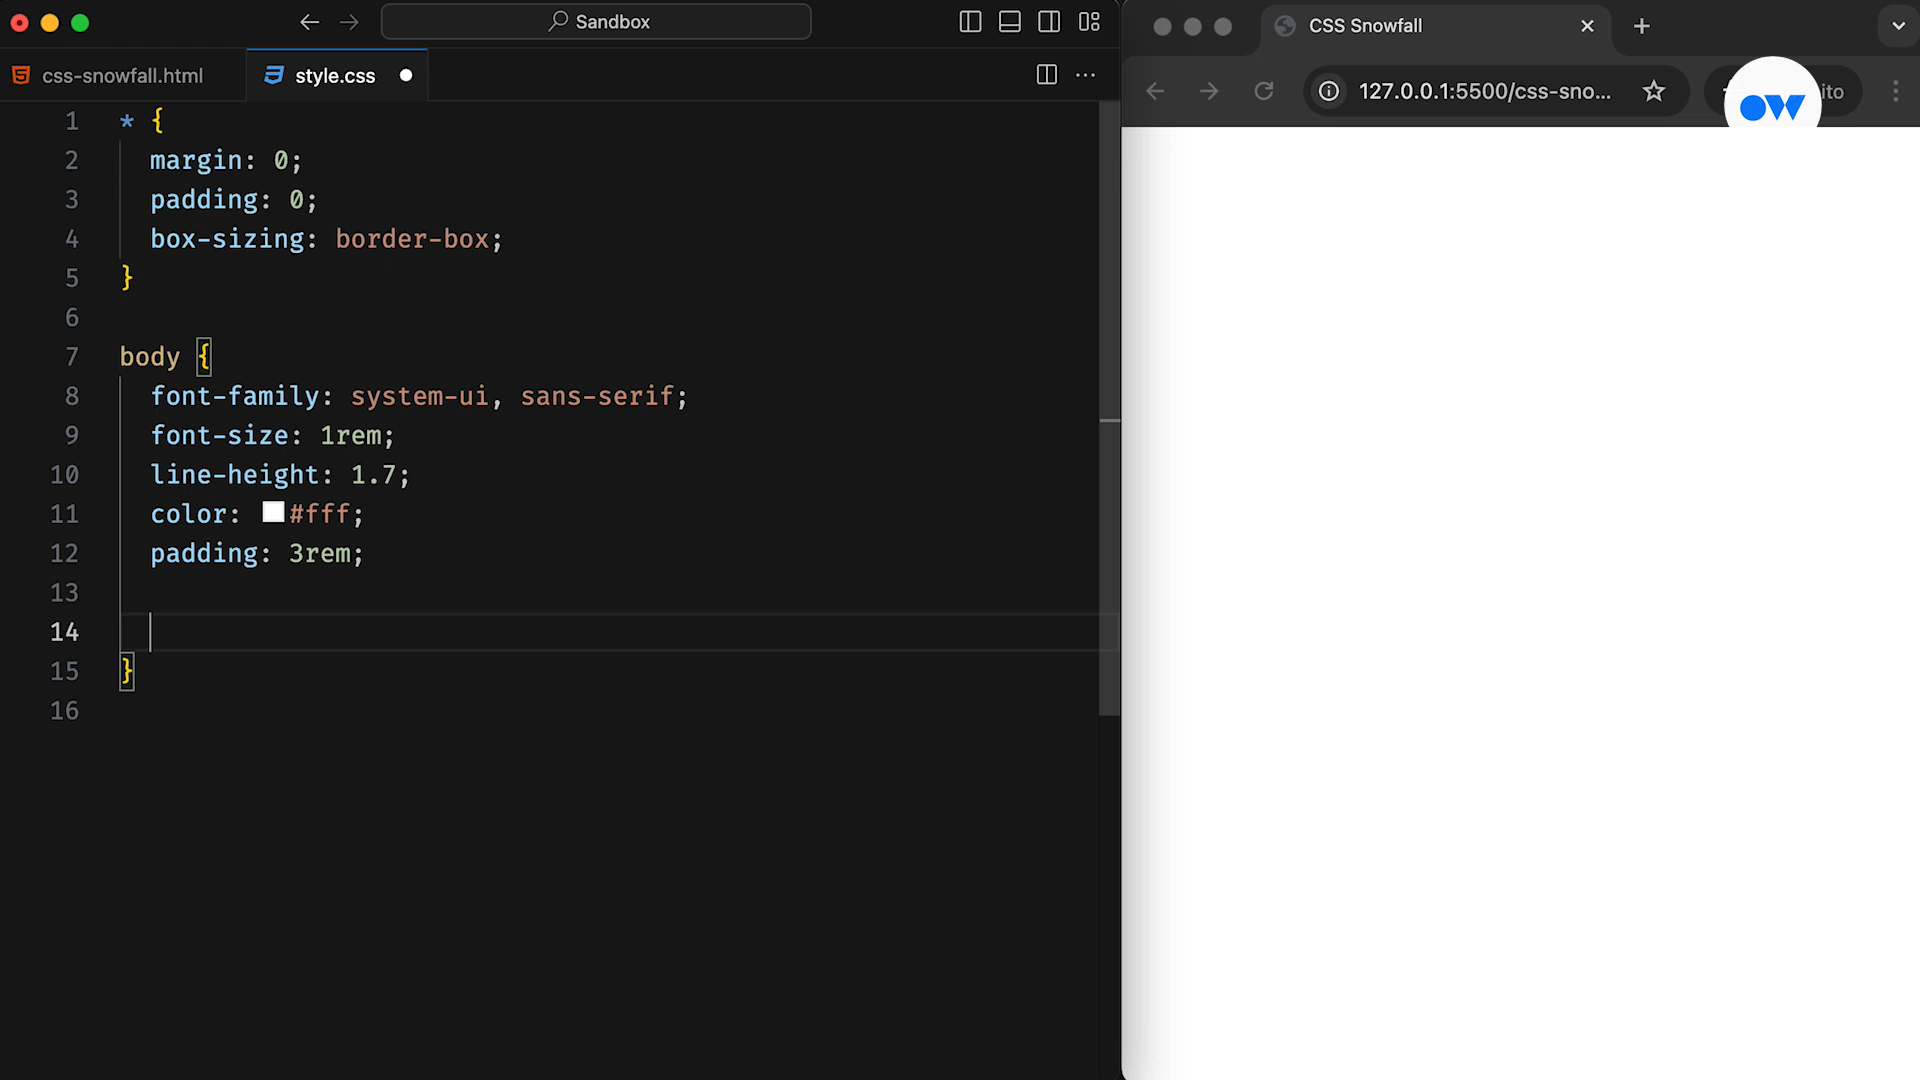 Sandbox
css-snowfall.html
style.css
1 * {
2 margin: 0;
3 padding: 0;
4 box-sizing: border-box;
5 }
6
7 body {
8 font-family: system-ui, sans-serif;
9 font-size: 1rem;
10 line-height: 1.7;
11 color: #fff;
12 padding: 3rem;
13
14
15 }
16
CSS Snowfall
127.0.0.1:5500/css-sno...
ito
OW